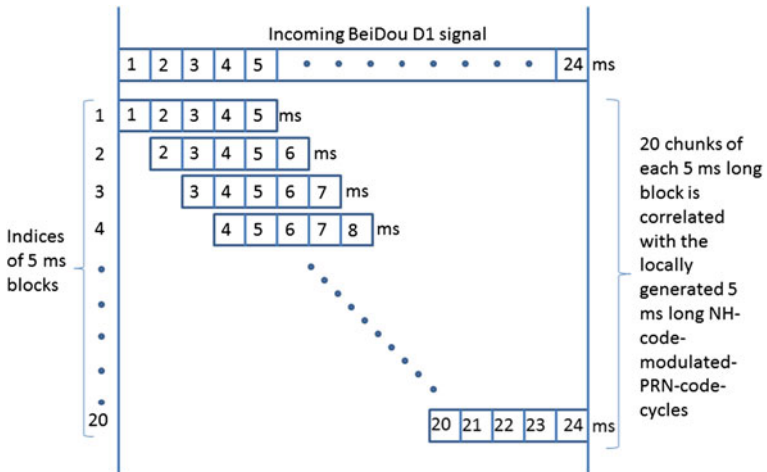 Incoming BeiDou D1 signal
1 2 3 4 5 24 ms
1 1 2 3 4 5 ms
2 2 3 4 5 6 ms
3 3 4 5 6 7 ms
4 4 5 6 7 8 ms
20 20 21 22 23 24 ms
Indices
of 5 ms
blocks
20 chunks of
each 5 ms long
block is
correlated
with the
locally
generated 5
ms long NH-
code-
modulated-
PRN-code-
cycles